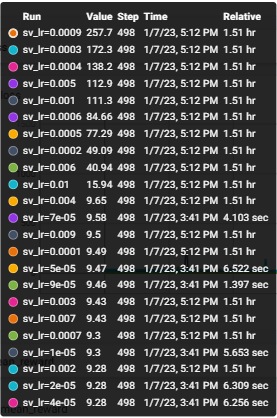 Run Value Step Time Relative
sv_lr=0.0009 257.7 498 1/7/23, 5:12 PM 1.51 hr
sv_lr=0.0003 172.3 498 1/7/23, 5:12 PM 1.51 hr
sv_lr=0.0004 138.2 498 1/7/23, 5:12 PM 1.51 hr
sv_lr=0.005 112.9 498 1/7/23, 5:12 PM 1.51 hr
sv_lr=0.001 111.3 498 1/7/23, 5:12 PM 1.51 hr
sv_lr=0.0006 84.66 498 1/7/23, 5:12 PM 1.51 hr
sv_lr=0.0005 77.29 498 1/7/23, 5:12 PM 1.51 hr
sv_lr=0.0002 49.09 498 1/7/23, 5:12 PM 1.51 hr
sv_lr=0.006 40.94 498 1/7/23, 5:12 PM 1.51 hr
sv_lr=0.01 15.94 498 1/7/23, 5:12 PM 1.51 hr
sv_lr=0.004 9.65 498 1/7/23, 5:12 PM 1.51 hr
sv_lr=7e-05 9.58 498 1/7/23, 3:41 PM 4.103 sec
sv_lr=0.009 9.5 498 1/7/23, 5:12 PM 1.51 hr
sv_lr=0.0001 9.49 498 1/7/23, 5:12 PM 1.51 hr
sv_lr=5e-05 9.47 498 1/7/23, 3:41 PM 6.522 sec
sv_lr=9e-05 9.46 498 1/7/23, 3:41 PM 1.397 sec
sv_lr=0.003 9.43 498 1/7/23, 5:12 PM 1.51 hr
sv_lr=0.007 9.43 498 1/7/23, 5:12 PM 1.51 hr
sv_lr=0.0007 9.3 498 1/7/23, 5:12 PM 1.51 hr
sv_lr=1e-05 9.3 498 1/7/23, 3:41 PM 5.653 sec
sv_lr=0.002 9.28 498 1/7/23, 5:12 PM 1.51 hr
sv_lr=2e-05 9.28 498 1/7/23, 3:41 PM 6.309 sec
sv_lr=4e-05 9.28 498 1/7/23, 3:41 PM 6.256 sec